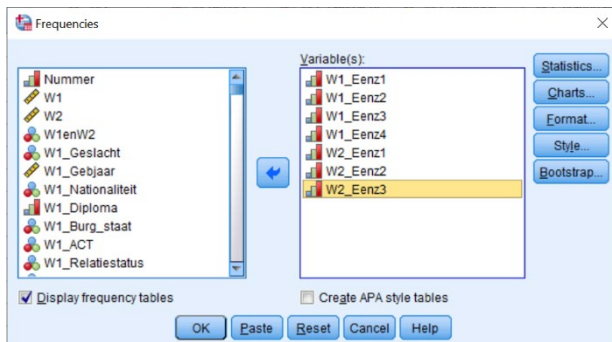 Frequencies
Variable(s):
Nummer
W1
W2
W1enW2
W1_Geslacht
W1_Gebjaar
W1_Nationaliteit
W1_Diploma
W1_Burg_staat
W1_ACT
W1_Relatiestatus
W1_Eenz1
W1_Eenz2
W1_Eenz3
W1_Eenz4
W2_Eenz1
W2_Eenz2
W2_Eenz3
Statistics...
Charts...
Format...
Style...
Bootstrap...
Display frequency tables
Create APA style tables
OK Paste Reset Cancel Help